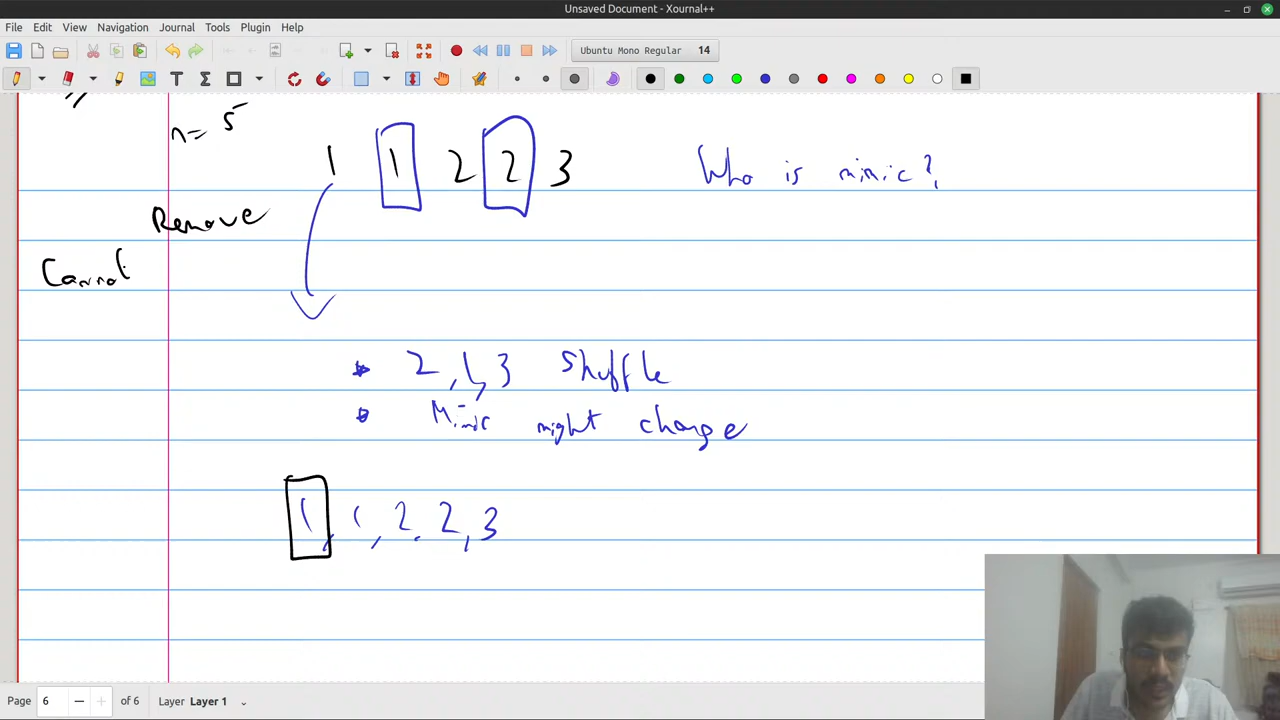 Unsaved Document - Xournal++
File Edit View Navigation Journal Tools Plugin Help
Ubuntu Mono Regular 14
n= 5
1 1 2 2 3 Who is mimic?
Remove
Cannot
2, 1, 3 shuffle
Mimic might change
1, 1, 2, 2, 3
Page 6 of 6 Layer Layer 1